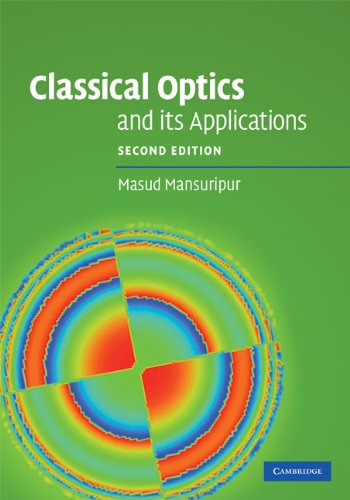 Classical Optics
and its Applications
SECOND EDITION
Masud Mansuripur
CAMBRIDGE